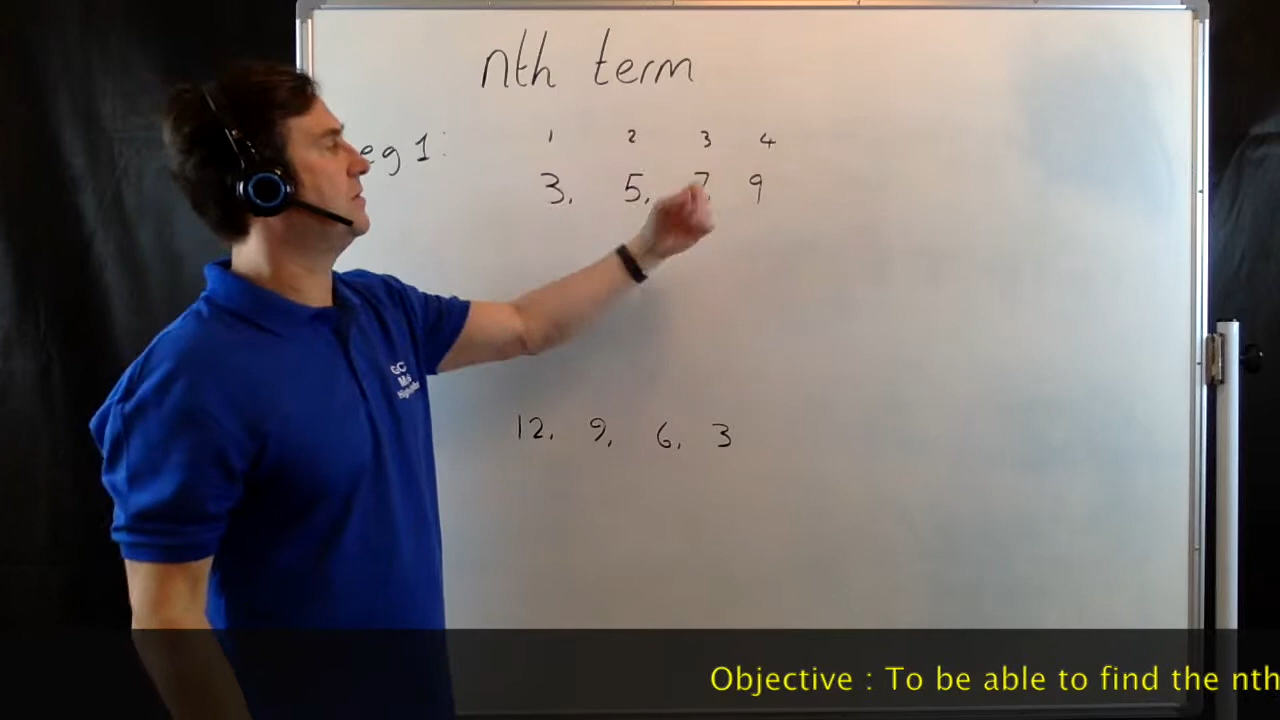 nth term
eg 1:
1 2 3 4
3, 5, 7, 9
12, 9, 6, 3
Objective : To be able to find the nth